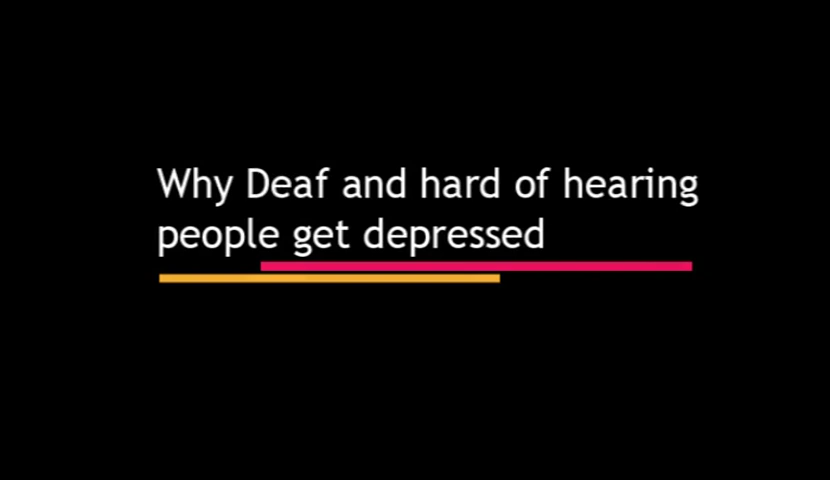 Why Deaf and hard of hearing
people get depressed